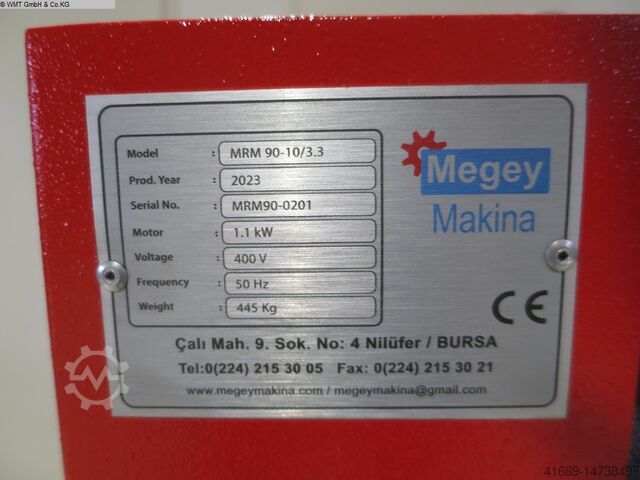 © WMT GmbH & Co.KG
Model : MRM 90-10/3.3
Prod. Year : 2023
Serial No. : MRM90-0201
Motor : 1.1 kW
Voltage : 400 V
Frequency : 50 Hz
Weight : 445 Kg
Megey
Makina
CE
Çalı Mah. 9. Sok. No: 4 Nilüfer / BURSA
Tel:0(224) 215 30 05 Fax: 0(224) 215 30 21
www.megeymakina.com / megeymakina@gmail.com
41669-14738497